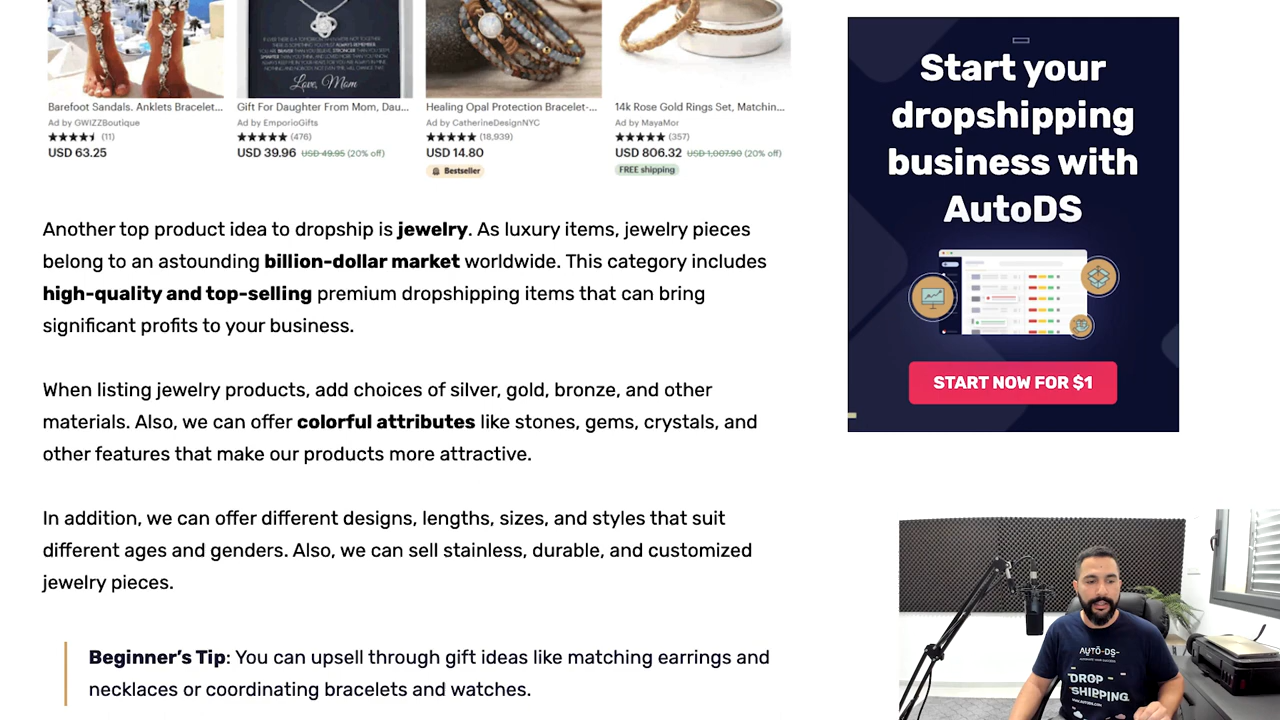 Love, Mom
Barefoot Sandals. Anklets Bracelet...
Ad by GWIZZBoutique
(11)
USD 63.25
Gift For Daughter From Mom, Dau...
Ad by EmporioGifts
(476)
USD 39.96 USD 49.95 (20% off)
Healing Opal Protection Bracelet-...
Ad by CatherineDesignNYC
(18,939)
USD 14.80
Bestseller
14k Rose Gold Rings Set, Matchin...
Ad by MayaMor
(357)
USD 806.32 USD 1,007.90 (20% off)
FREE shipping
Another top product idea to dropship is jewelry. As luxury items, jewelry pieces
belong to an astounding billion-dollar market worldwide. This category includes
high-quality and top-selling premium dropshipping items that can bring
significant profits to your business.
When listing jewelry products, add choices of silver, gold, bronze, and other
materials. Also, we can offer colorful attributes like stones, gems, crystals, and
other features that make our products more attractive.
In addition, we can offer different designs, lengths, sizes, and styles that suit
different ages and genders. Also, we can sell stainless, durable, and customized
jewelry pieces.
Beginner's Tip: You can upsell through gift ideas like matching earrings and
necklaces or coordinating bracelets and watches.
Start your
dropshipping
business with
AutoDS
START NOW FOR $1
AUTO-DS
DROP
SHIPPING